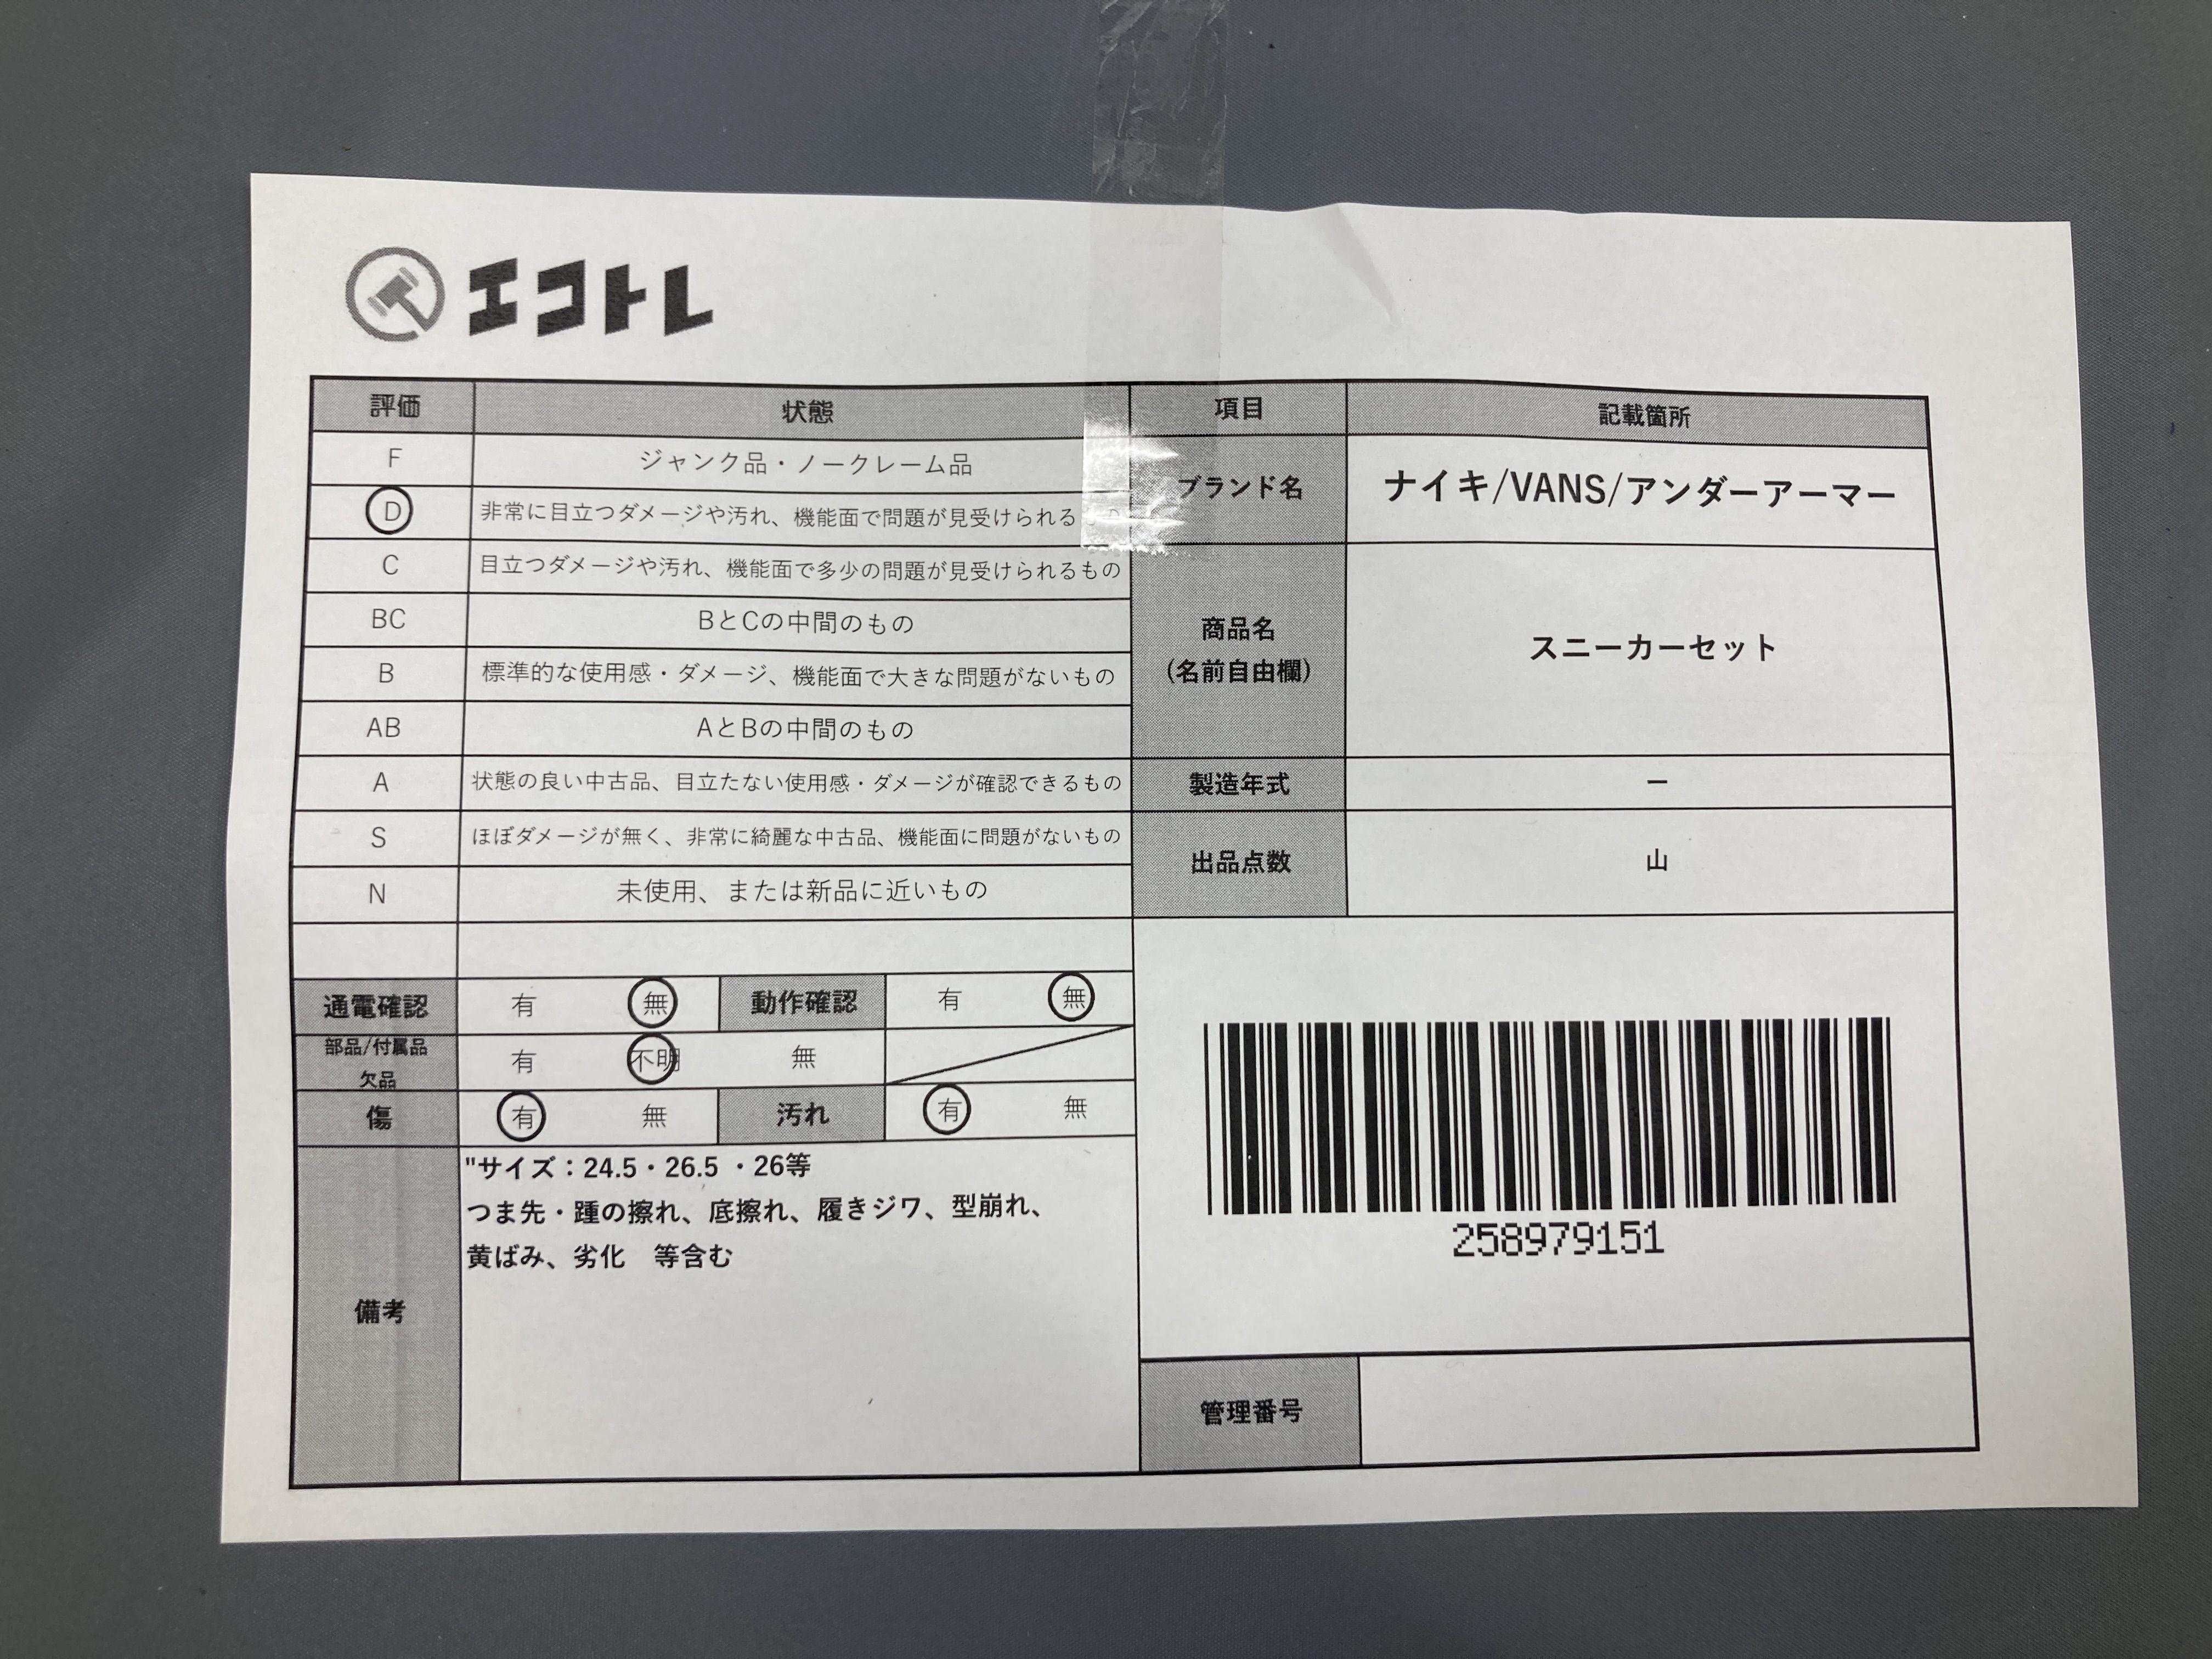 エコトレ
評価 状態 項目 記載箇所
F ジャンク品・ノークレーム品
D 非常に目立つダメージや汚れ、機能面で問題が見受けられる
C 目立つダメージや汚れ、機能面で多少の問題が見受けられるもの
BC BとCの中間のもの
B 標準的な使用感・ダメージ、機能面で大きな問題がないもの
AB AとBの中間のもの
A 状態の良い中古品、目立たない使用感・ダメージが確認できるもの
S ほぼダメージが無く、非常に綺麗な中古品、機能面に問題がないもの
N 未使用、または新品に近いもの
ブランド名 ナイキ/VANS/アンダーアーマー
商品名
(名前自由欄)
スニーカーセット
製造年式 ー
出品点数 山
通電確認 有 無 動作確認 有 無
部品/付属品
欠品
有 不明 無
傷 有 無 汚れ 有 無
備考
"サイズ：24.5・26.5 ・26等
つま先・踵の擦れ、底擦れ、履きジワ、型崩れ、
黄ばみ、劣化　等含む
258979151
管理番号